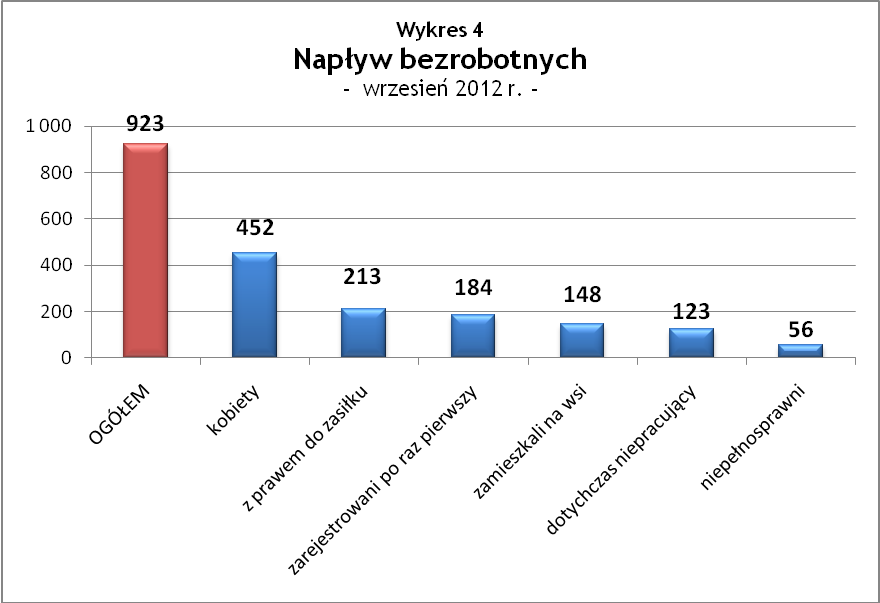 Wykres 4
Napływ bezrobotnych
- wrzesień 2012 r. -
1 000
800
600
400
200
0
923
452
213
184
148
123
56
OGÓŁEM
kobiety
z prawem do zasiłku
zarejestrowani po raz pierwszy
zamieszkali na wsi
dotychczas niepracujący
niepełnosprawni